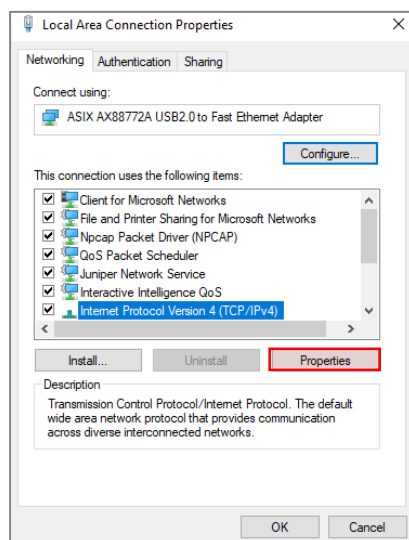 Local Area Connection Properties
Networking Authentication Sharing
Connect using:
ASIX AX88772A USB2.0 to Fast Ethernet Adapter
Configure...
This connection uses the following items:
Client for Microsoft Networks
File and Printer Sharing for Microsoft Networks
Npcap Packet Driver (NPCAP)
QoS Packet Scheduler
Juniper Network Service
Interactive Intelligence QoS
Internet Protocol Version 4 (TCP/IPv4)
Install... Uninstall Properties
Description
Transmission Control Protocol/Internet Protocol. The default
wide area network protocol that provides communication
across diverse interconnected networks.
OK Cancel